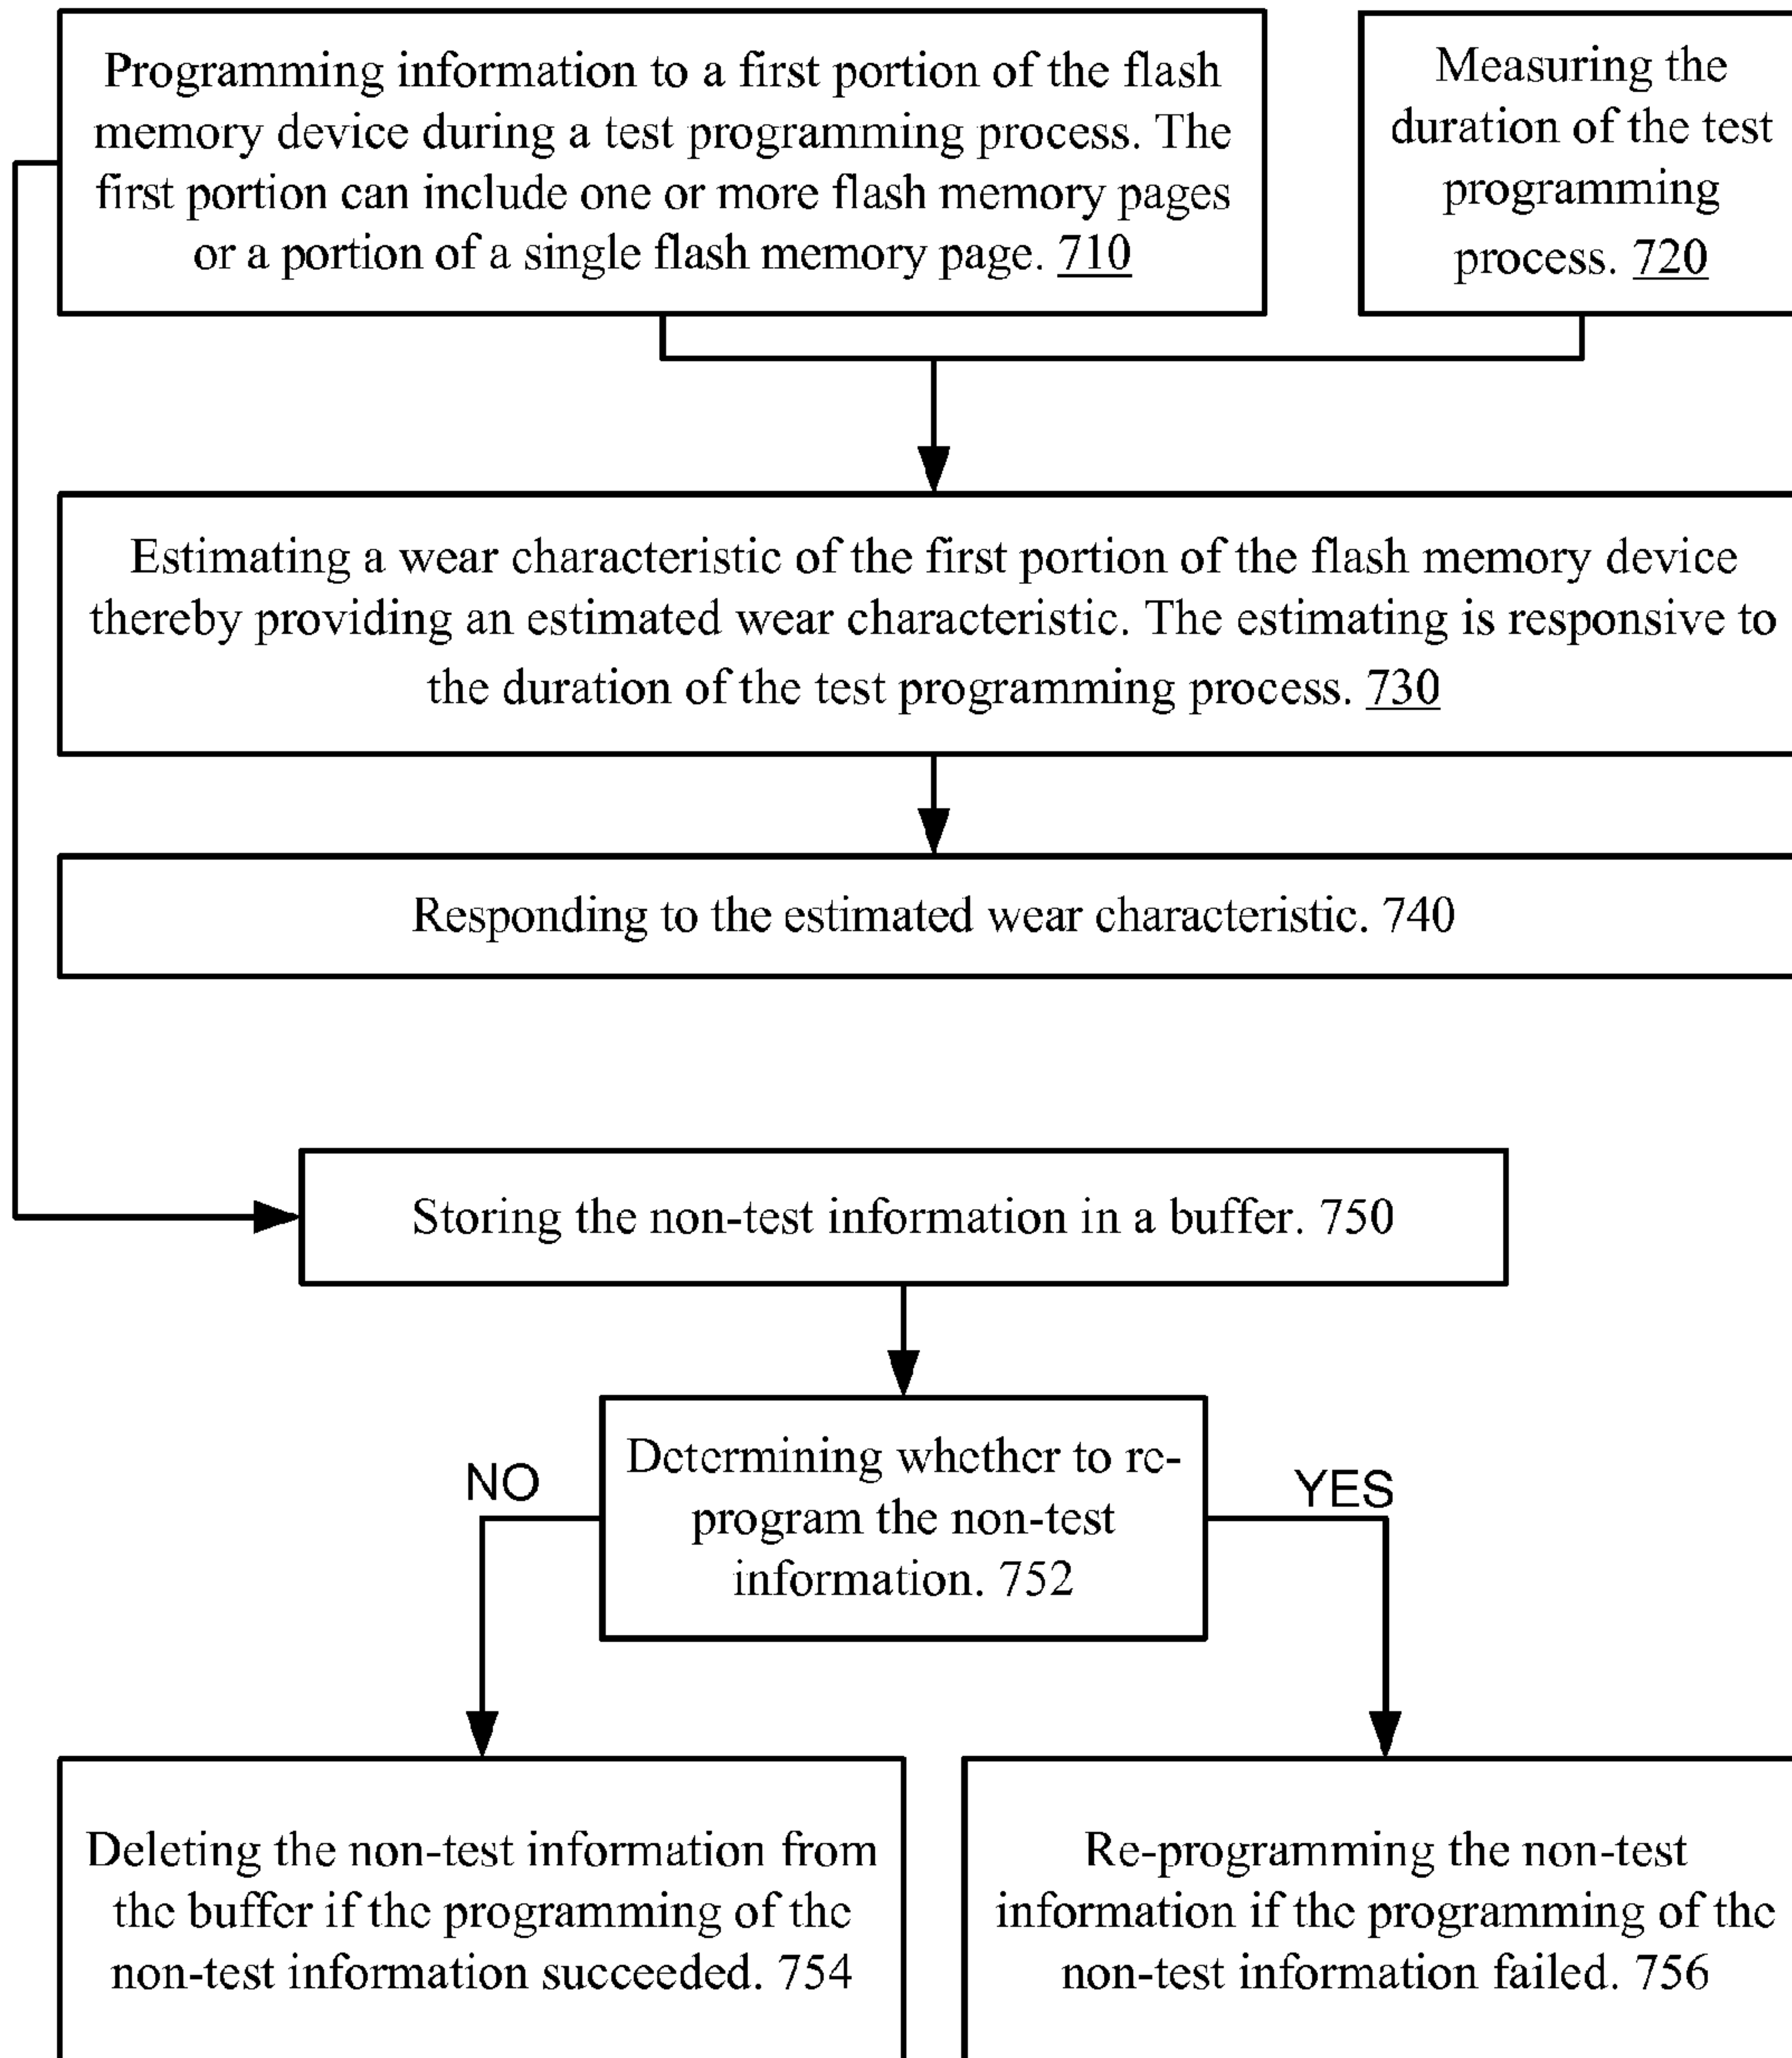 Programming information to a first portion of the flash
memory device during a test programming process. The
first portion can include one or more flash memory pages
or a portion of a single flash memory page. 710
Measuring the
duration of the test
programming
process. 720
Estimating a wear characteristic of the first portion of the flash memory device
thereby providing an estimated wear characteristic. The estimating is responsive to
the duration of the test programming process. 730
Responding to the estimated wear characteristic. 740
Storing the non-test information in a buffer. 750
Determining whether to re-
program the non-test
information. 752
NO
YES
Deleting the non-test information from
the buffer if the programming of the
non-test information succeeded. 754
Re-programming the non-test
information if the programming of the
non-test information failed. 756